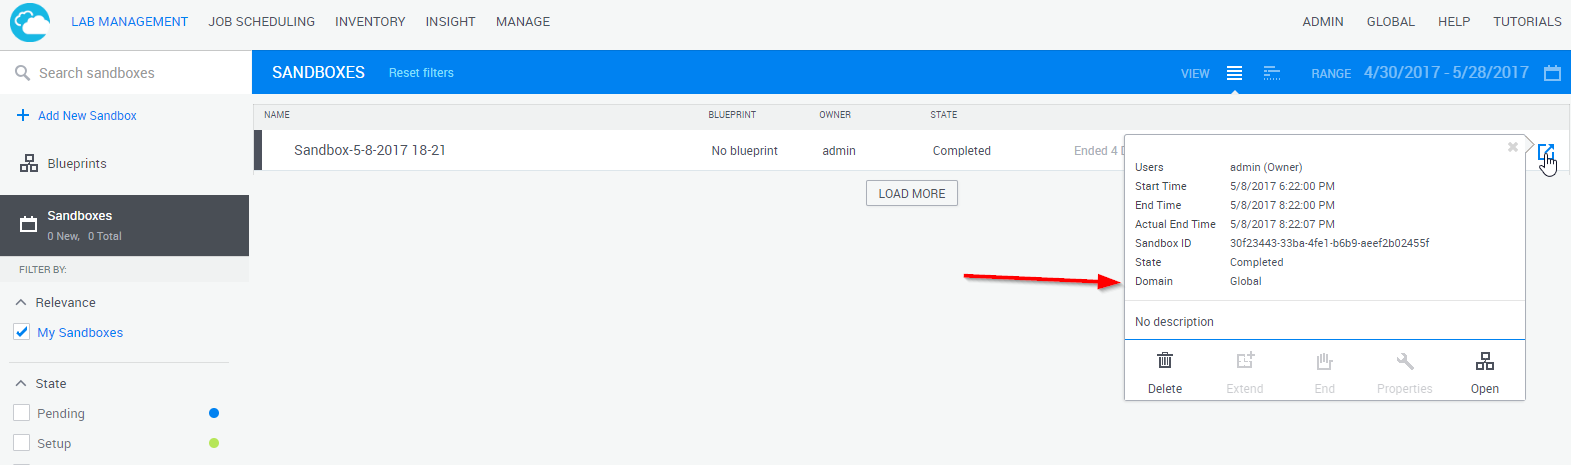 LAB MANAGEMENT JOB SCHEDULING INVENTORY INSIGHT MANAGE ADMIN GLOBAL HELP TUTORIALS
Search sandboxes
SANDBOXES Reset filters VIEW RANGE 4/30/2017 - 5/28/2017
Add New Sandbox
Blueprints
Sandboxes
0 New, 0 Total
FILTER BY:
Relevance
My Sandboxes
State
Pending
Setup
NAME BLUEPRINT OWNER STATE
Sandbox-5-8-2017 18-21 No blueprint admin Completed Ended 4 D
LOAD MORE
Users admin (Owner)
Start Time 5/8/2017 6:22:00 PM
End Time 5/8/2017 8:22:00 PM
Actual End Time 5/8/2017 8:22:07 PM
Sandbox ID 30f23443-33ba-4fe1-b6b9-aeef2b02455f
State Completed
Domain Global
No description
Delete Extend End Properties Open